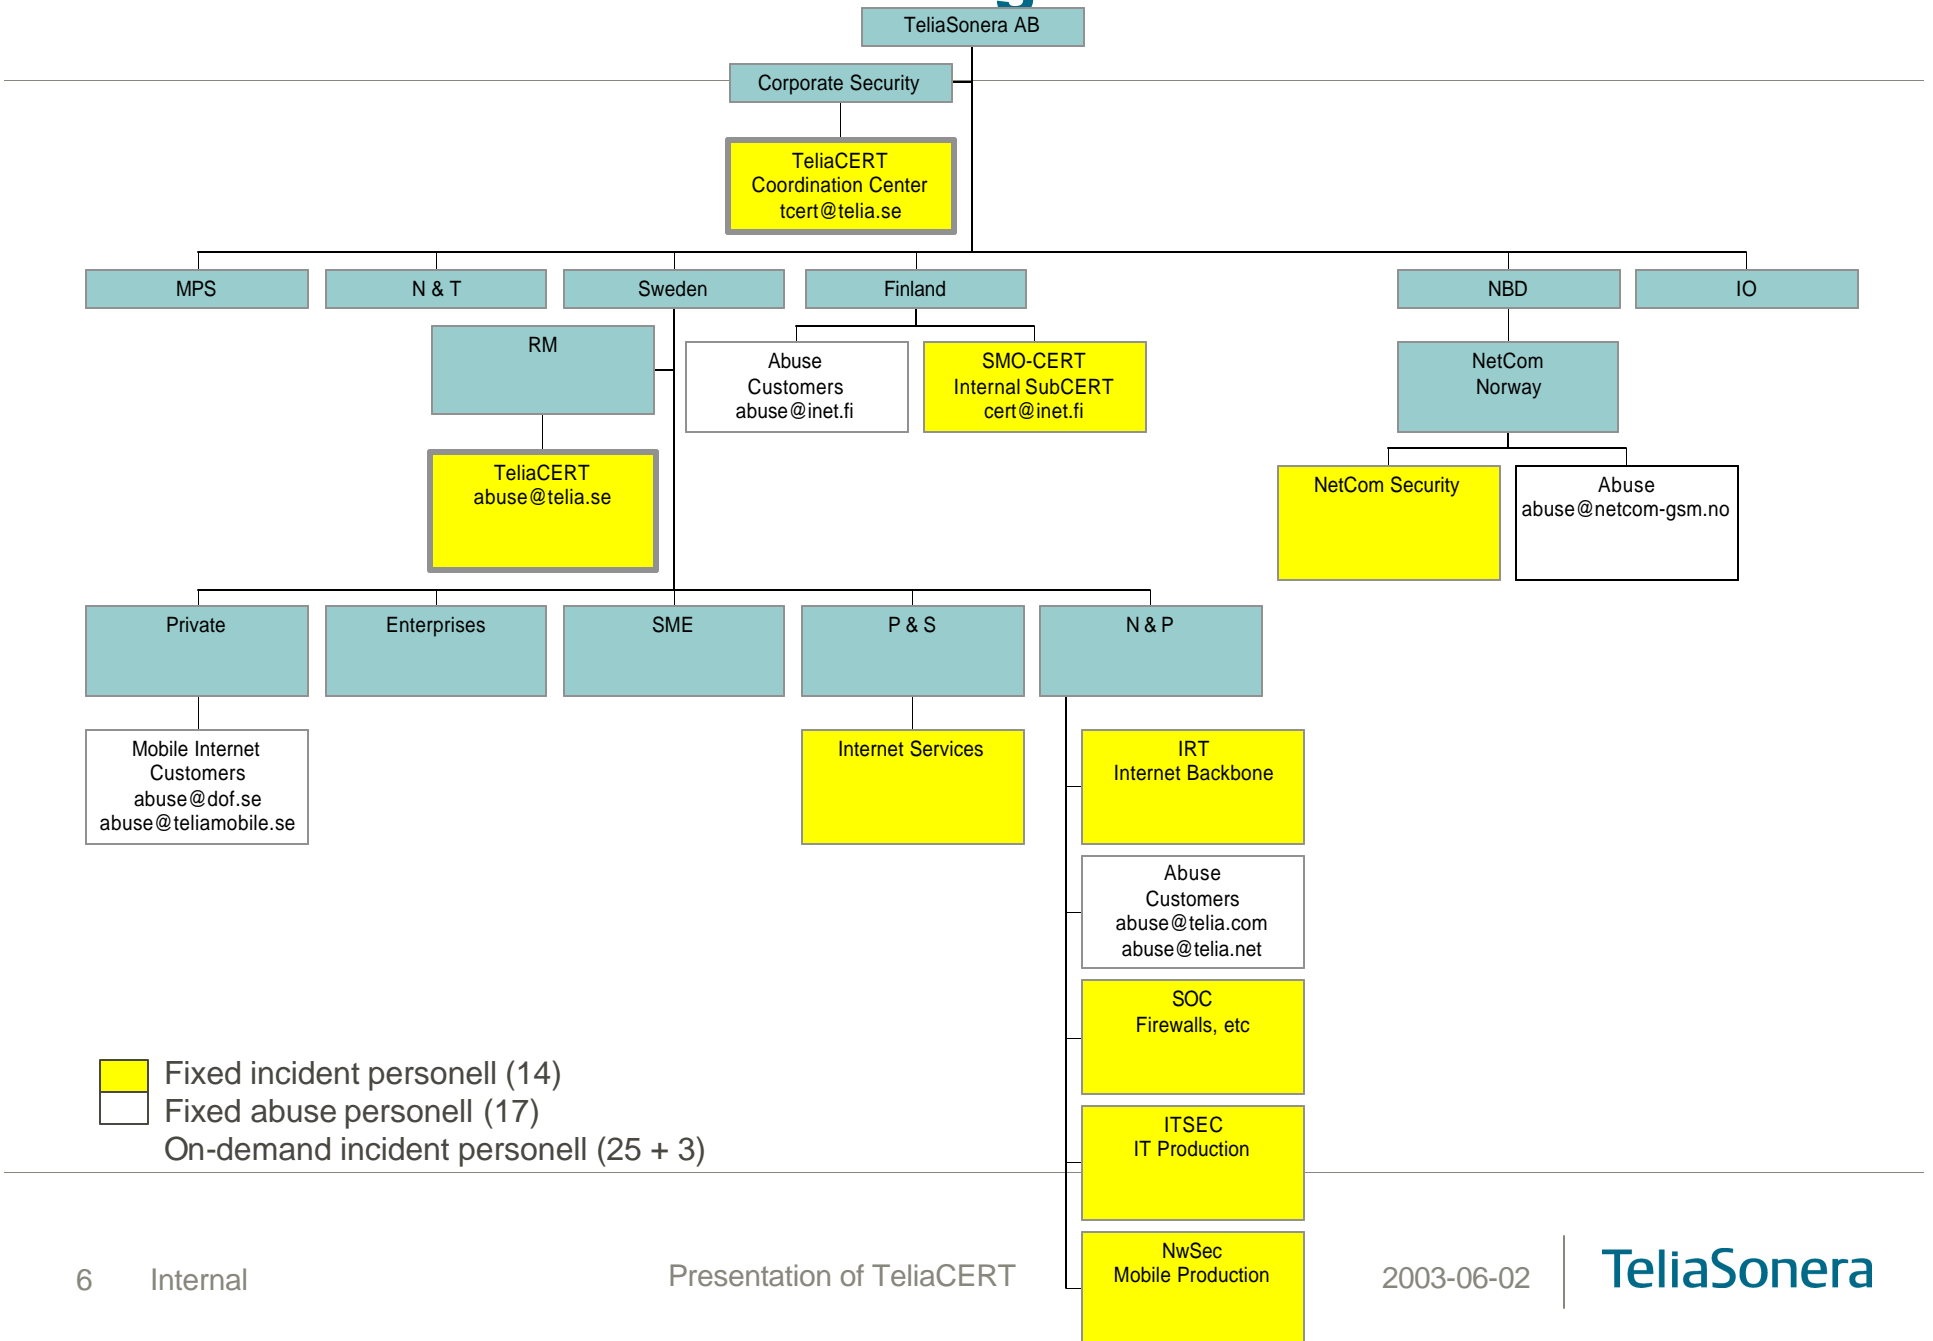 TeliaSonera AB
Corporate Security
TeliaCERT
Coordination Center
tcert@telia.se
MPS
N & T
Sweden
Finland
NBD
IO
RM
Abuse
Customers
abuse@inet.fi
SMO-CERT
Internal SubCERT
cert@inet.fi
NetCom
Norway
TeliaCERT
abuse@telia.se
NetCom Security
Abuse
abuse@netcom-gsm.no
Private
Enterprises
SME
P & S
N & P
Mobile Internet
Customers
abuse@dof.se
abuse@teliamobile.se
Internet Services
IRT
Internet Backbone
Abuse
Customers
abuse@telia.com
abuse@telia.net
SOC
Firewalls, etc
ITSEC
IT Production
NwSec
Mobile Production
Fixed incident personell (14)
Fixed abuse personell (17)
On-demand incident personell (25 + 3)
6 Internal
Presentation of TeliaCERT
2003-06-02
TeliaSonera